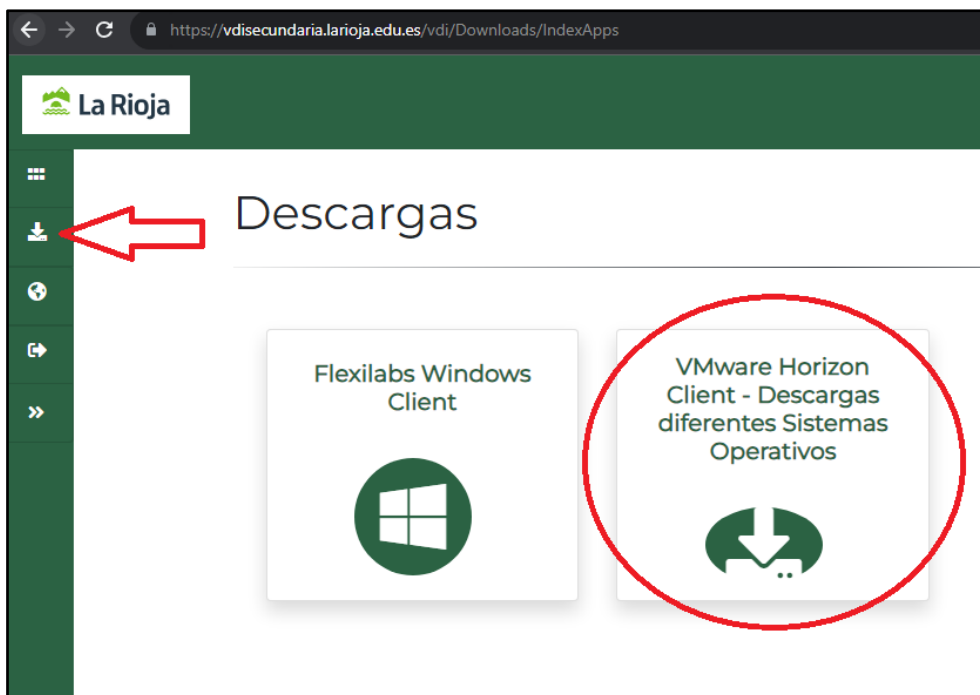 https://vdisecundaria.larioja.edu.es/vdi/Downloads/IndexApps
La Rioja
Descargas
Flexilabs Windows
Client
VMware Horizon
Client - Descargas
diferentes Sistemas
Operativos